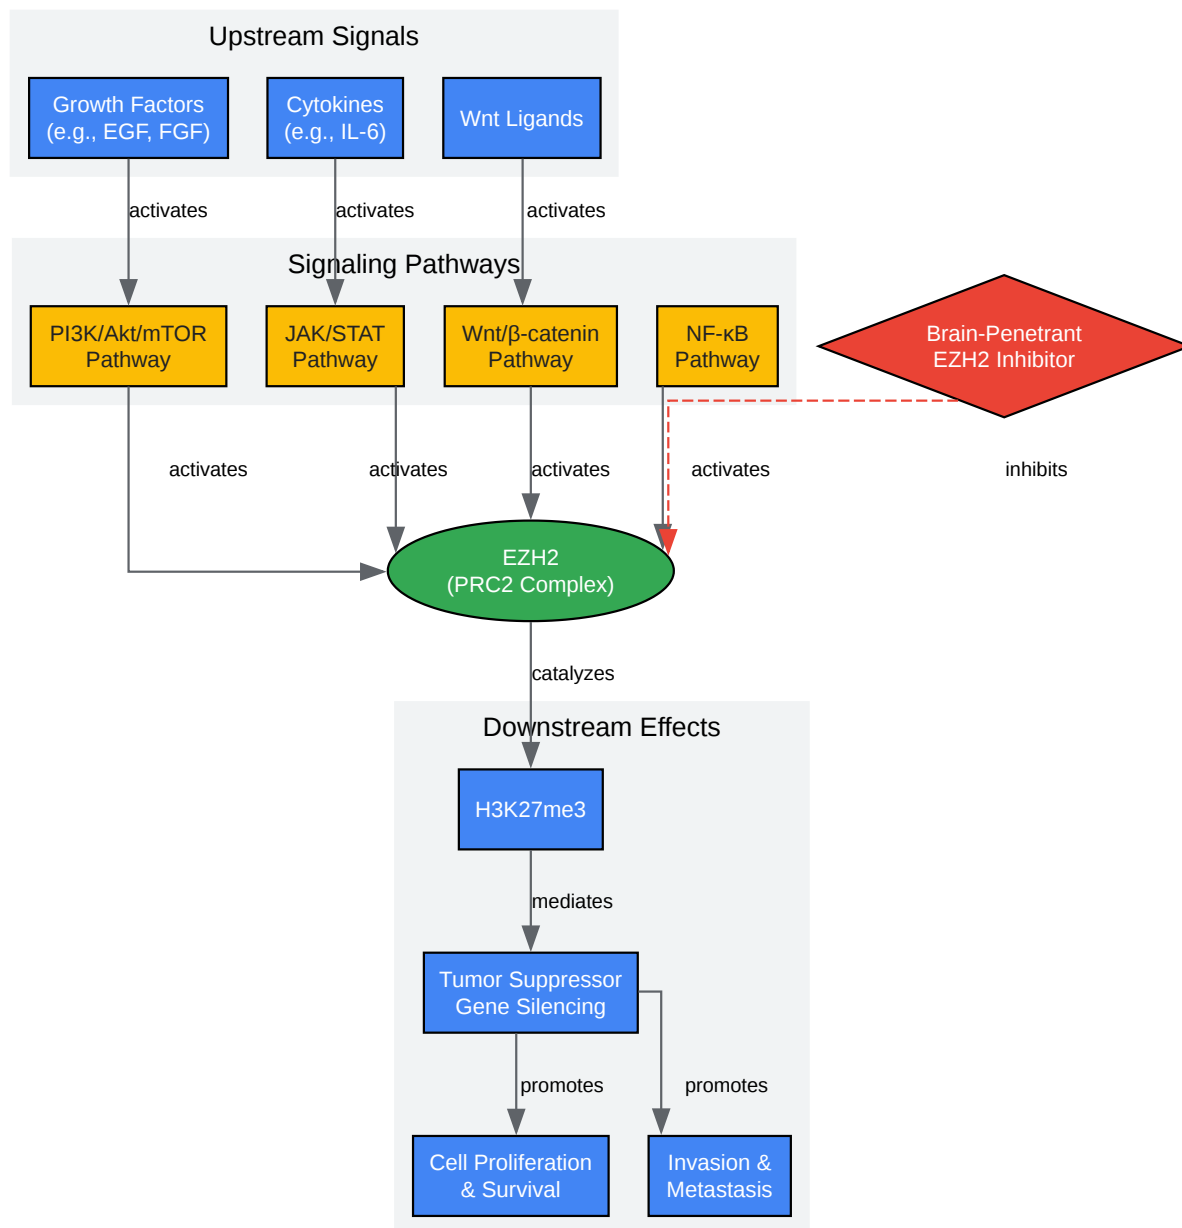 Upstream Signals
Growth Factors
(e.g., EGF, FGF)
Cytokines
(e.g., IL-6)
Wnt Ligands
activates
activates
activates
Signaling Pathways
PI3K/Akt/mTOR
Pathway
JAK/STAT
Pathway
Wnt/β-catenin
Pathway
NF-κB
Pathway
Brain-Penetrant
EZH2 Inhibitor
activates
activates
activates
activates
inhibits
EZH2
(PRC2 Complex)
catalyzes
Downstream Effects
H3K27me3
mediates
Tumor Suppressor
Gene Silencing
promotes
promotes
Cell Proliferation
& Survival
Invasion &
Metastasis